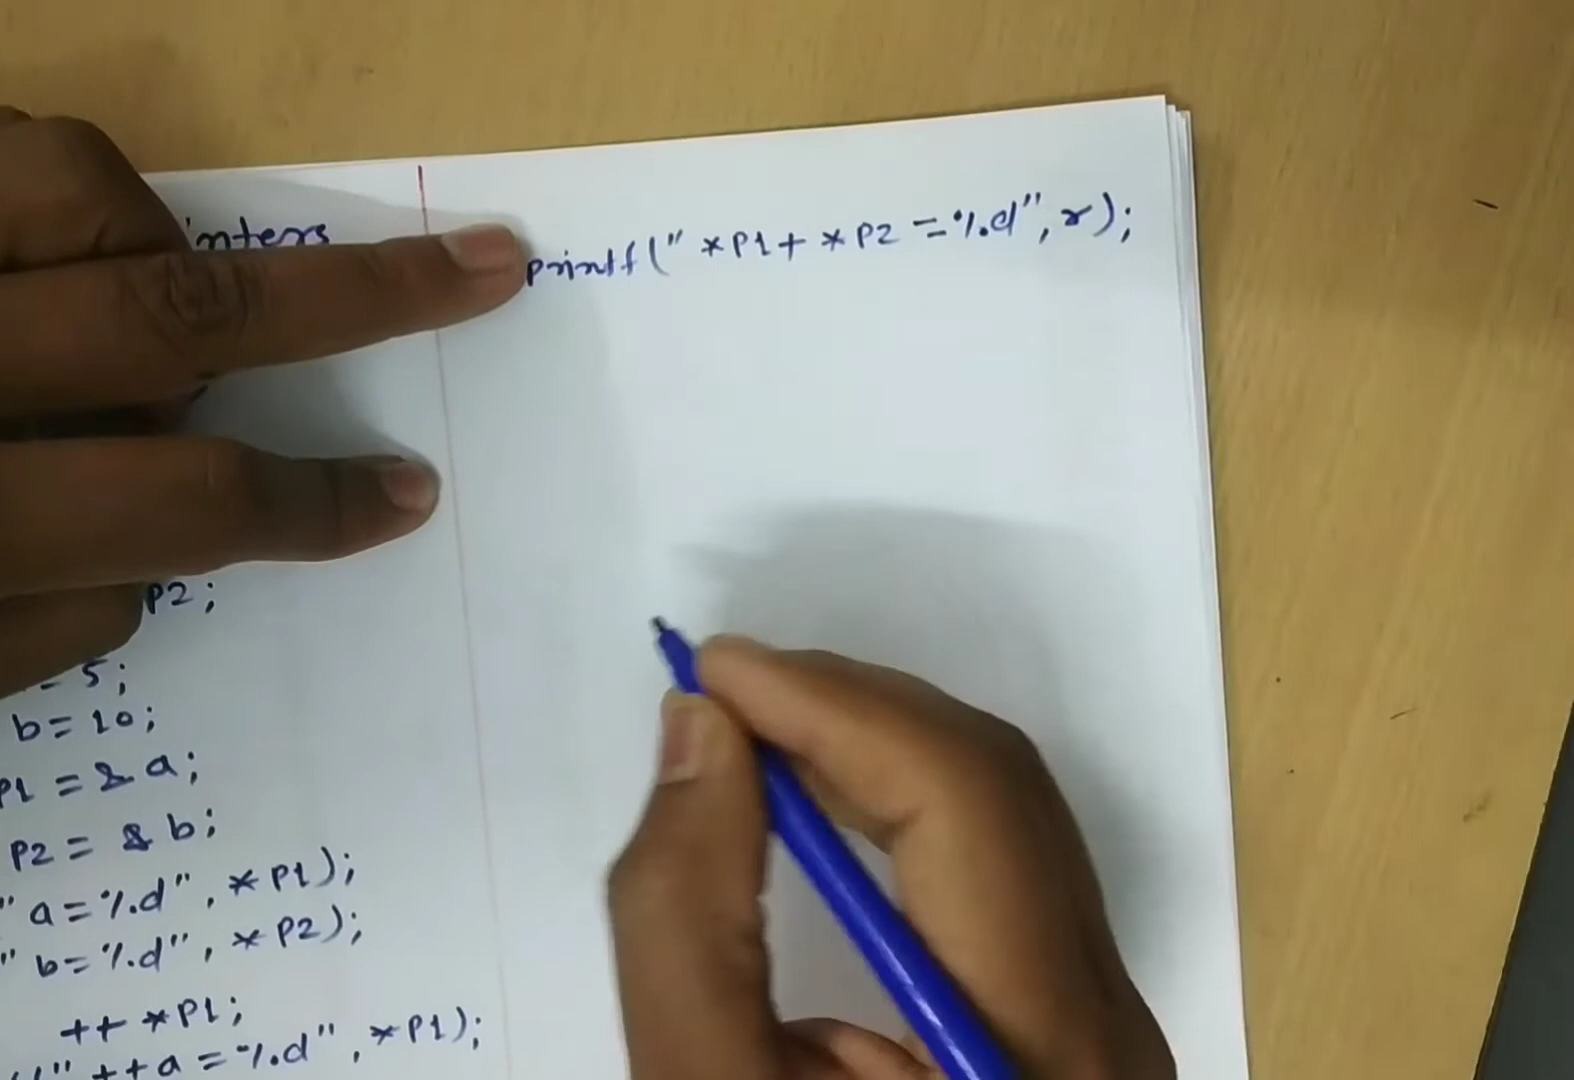 inters
P2;
= 5;
b=10;
P1 = &a;
P2 = &b;
" a=%d", *P1);
" b=%d", *P2);
++ *P1;
(" ++a =%d", *P1);
printf(" *P1+ *P2 =%d", r);